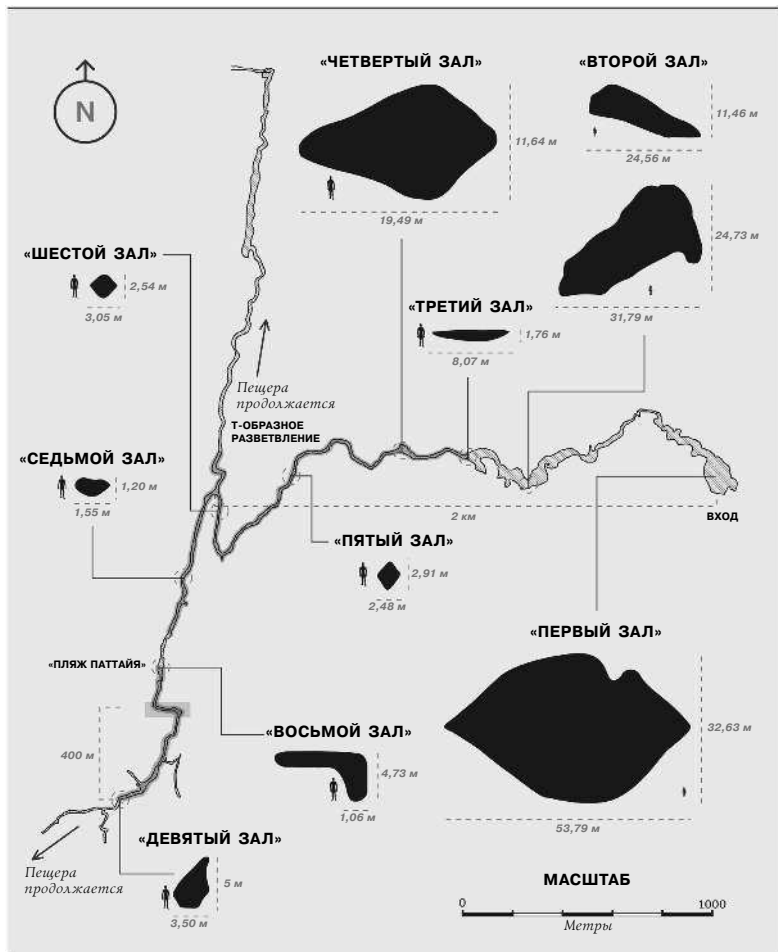 N
«ЧЕТВЕРТЫЙ ЗАЛ»
11,64 м
19,49 м
«ВТОРОЙ ЗАЛ»
11,46 м
24,56 м
24,73 м
31,79 м
«ШЕСТОЙ ЗАЛ»
2,54 м
3,05 м
«ТРЕТИЙ ЗАЛ»
1,76 м
8,07 м
Пещера
продолжается
Т-ОБРАЗНОЕ
РАЗВЕТВЛЕНИЕ
«СЕДЬМОЙ ЗАЛ»
1,20 м
1,55 м
2 км
ВХОД
«ПЯТЫЙ ЗАЛ»
2,91 м
2,48 м
«ПЕРВЫЙ ЗАЛ»
32,63 м
53,79 м
«ПЛЯЖ ПАТТАЙЯ»
400 м
«ВОСЬМОЙ ЗАЛ»
4,73 м
1,06 м
«ДЕВЯТЫЙ ЗАЛ»
5 м
3,50 м
Пещера
продолжается
МАСШТАБ
0
1000
Метры